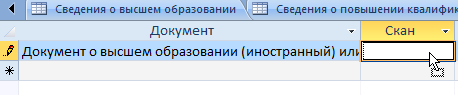 Сведения о высшем образовании
Сведения о повышении квалифик
Документ
Скан
Документ о высшем образовании (иностранный) или